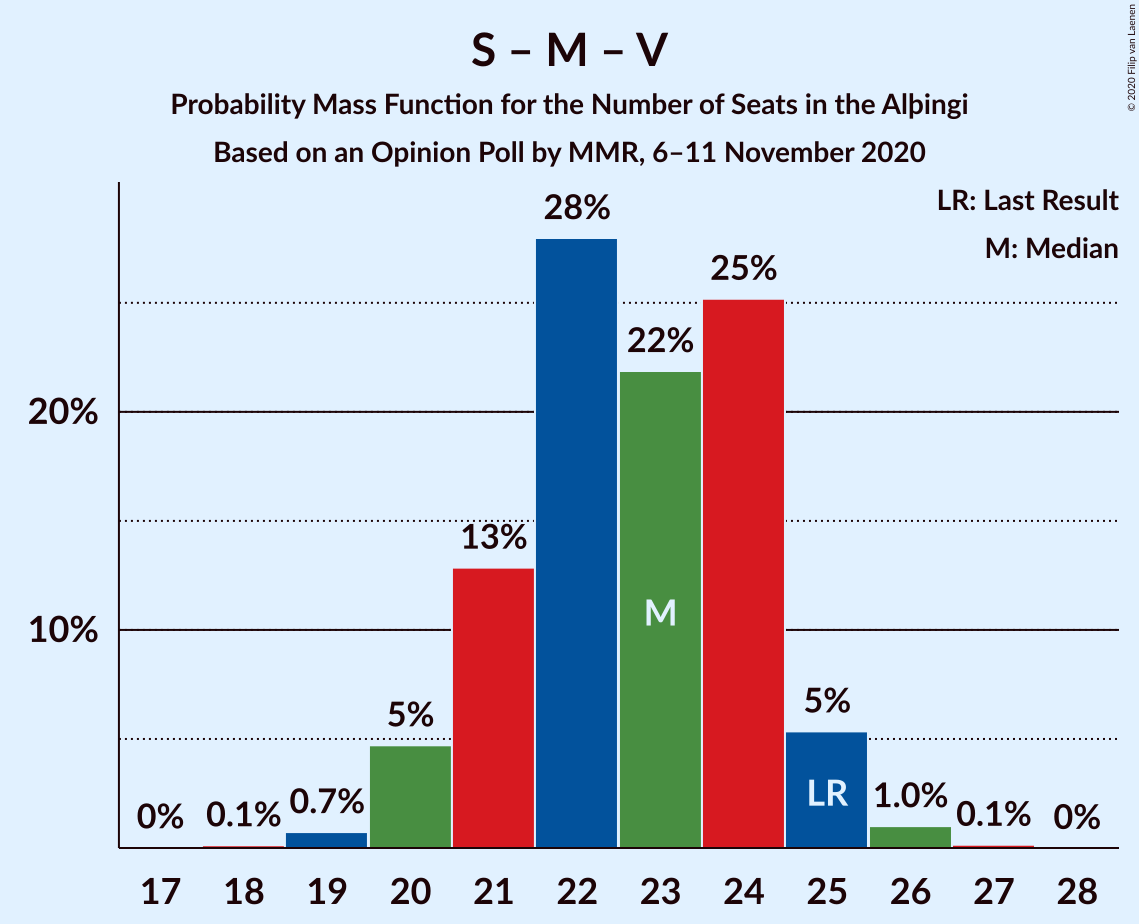 S – M – V
Probability Mass Function for the Number of Seats in the Alþingi
Based on an Opinion Poll by MMR, 6–11 November 2020
© 2020 Filip van Laenen
LR: Last Result
M: Median
28%
25%
22%
20%
13%
10%
M
5%
5%
LR
0%
0.1%
0.7%
1.0%
0.1%
0%
17 18 19 20 21 22 23 24 25 26 27 28